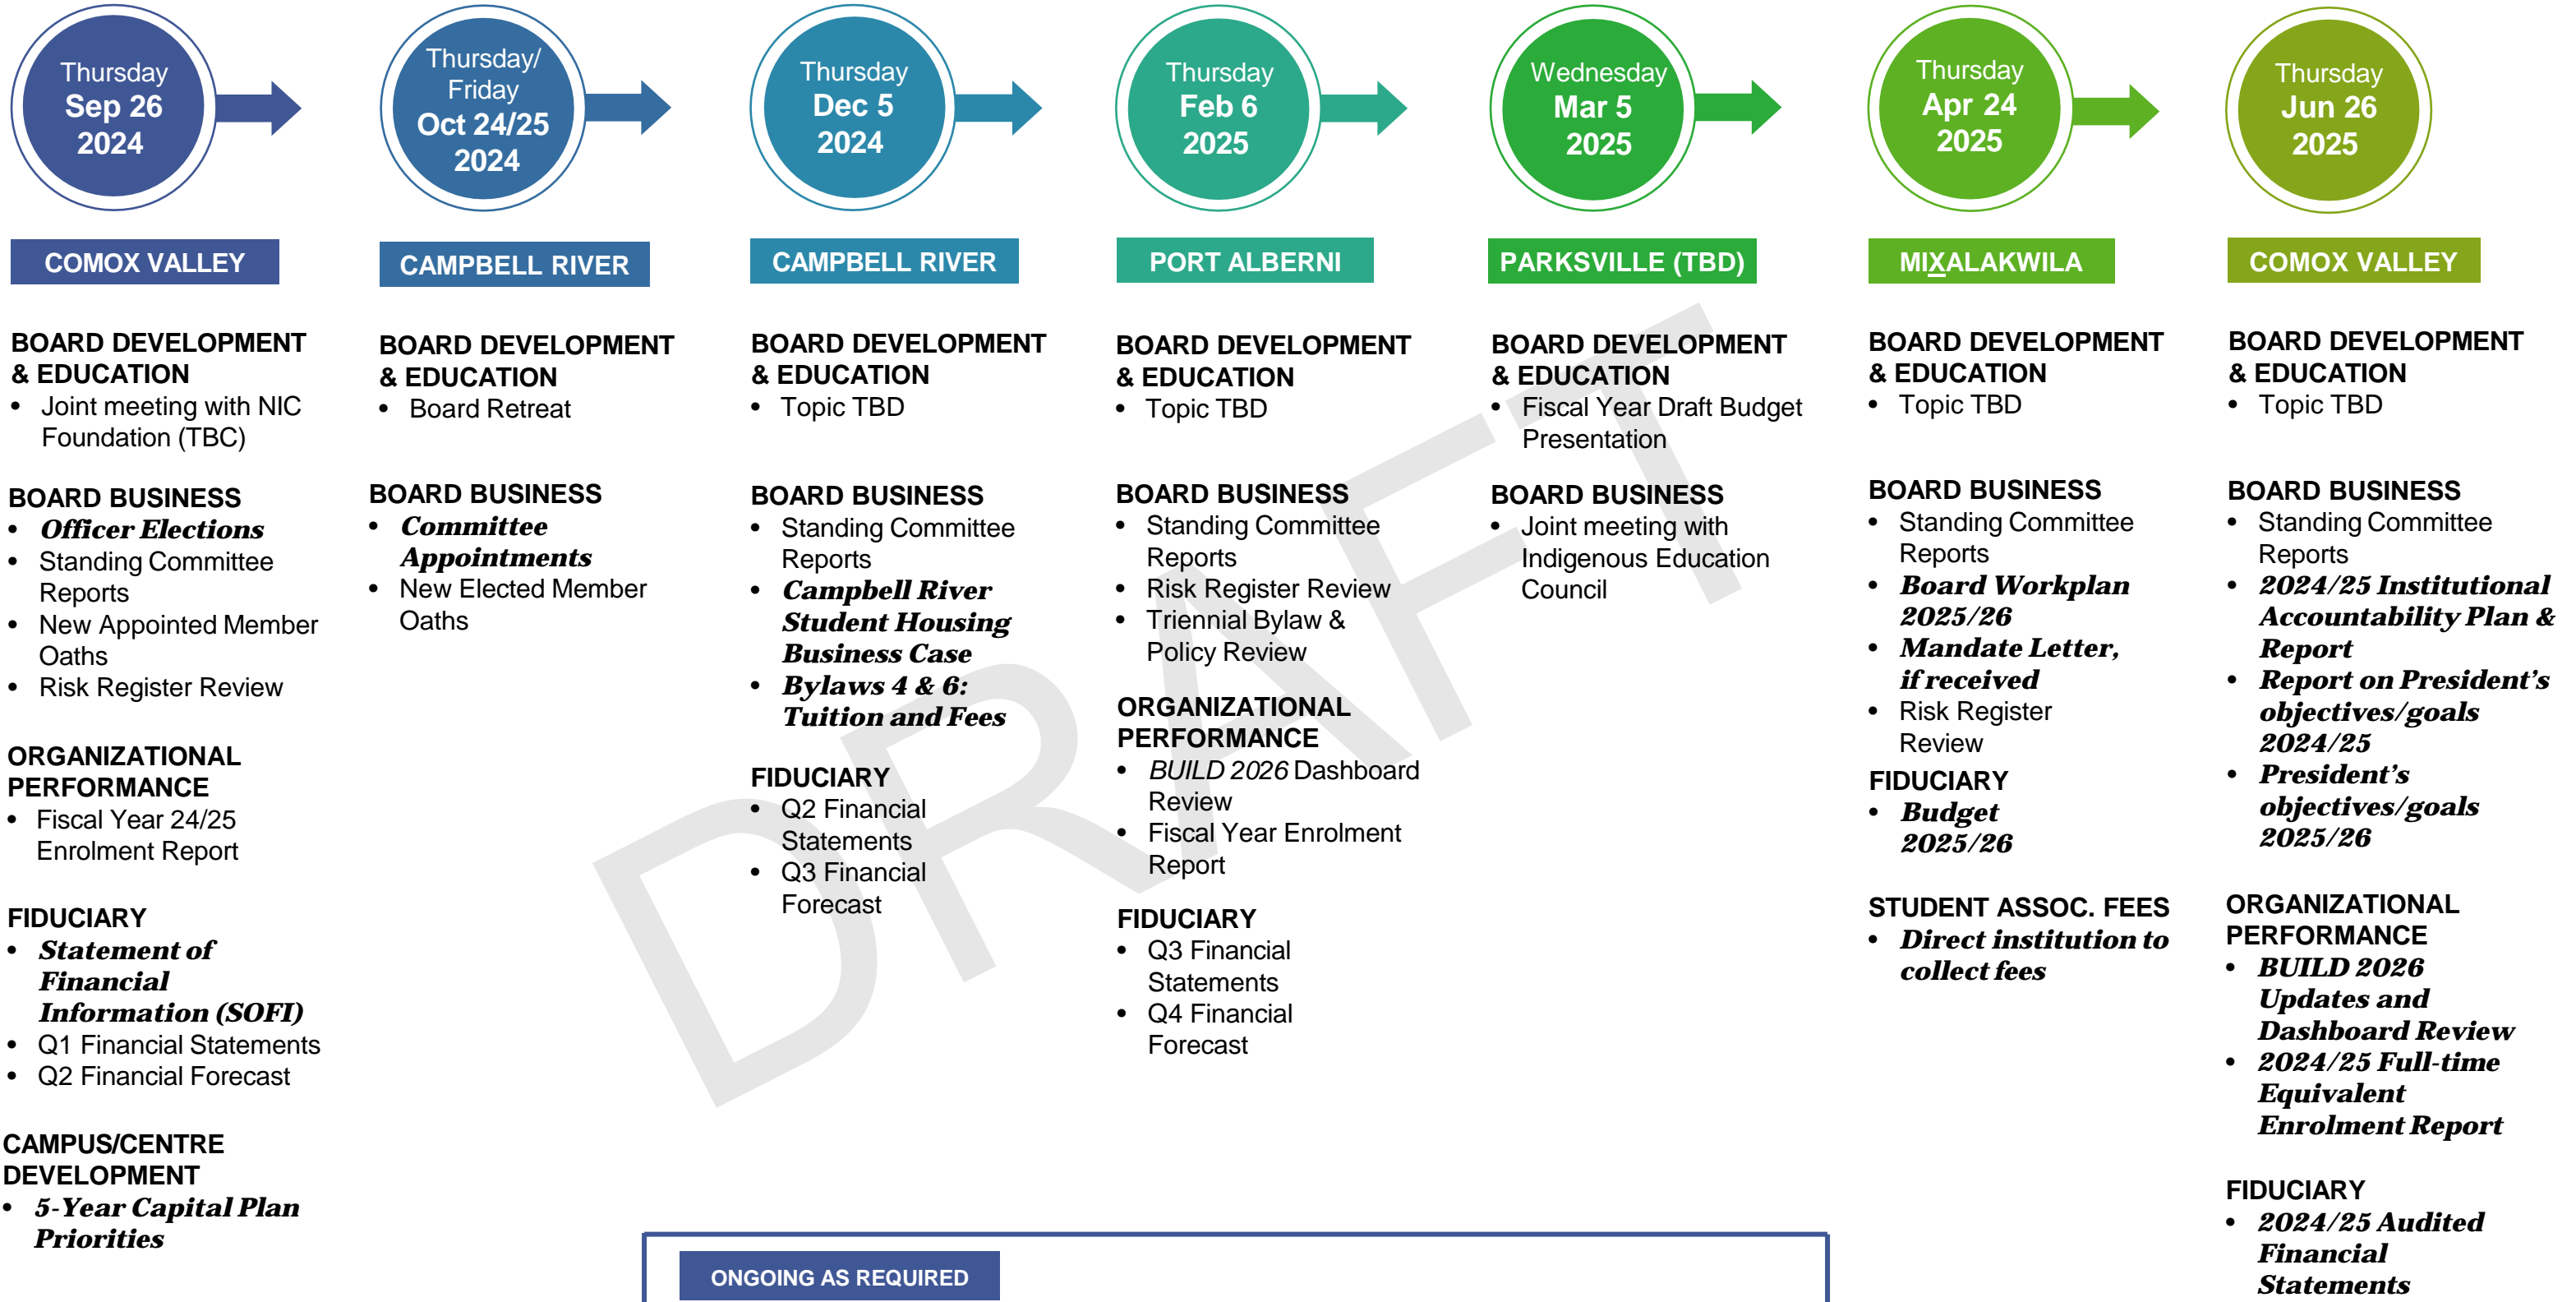 Thursday
Sep 26
2024
COMOX VALLEY
BOARD DEVELOPMENT
& EDUCATION
• Joint meeting with NIC
Foundation (TBC)
BOARD BUSINESS
• Officer Elections
• Standing Committee
Reports
• New Appointed Member
Oaths
• Risk Register Review
ORGANIZATIONAL
PERFORMANCE
• Fiscal Year 24/25
Enrolment Report
FIDUCIARY
• Statement of
Financial
Information (SOFI)
• Q1 Financial Statements
• Q2 Financial Forecast
CAMPUS/CENTRE
DEVELOPMENT
• 5-Year Capital Plan
Priorities
Thursday/
Friday
Oct 24/25
2024
CAMPBELL RIVER
BOARD DEVELOPMENT
& EDUCATION
• Board Retreat
BOARD BUSINESS
• Committee
Appointments
• New Elected Member
Oaths
Thursday
Dec 5
2024
CAMPBELL RIVER
BOARD DEVELOPMENT
& EDUCATION
• Topic TBD
BOARD BUSINESS
• Standing Committee
Reports
• Campbell River
Student Housing
Business Case
• Bylaws 4 & 6:
Tuition and Fees
FIDUCIARY
• Q2 Financial
Statements
• Q3 Financial
Forecast
Thursday
Feb 6
2025
PORT ALBERNI
BOARD DEVELOPMENT
& EDUCATION
• Topic TBD
BOARD BUSINESS
• Standing Committee
Reports
• Risk Register Review
• Triennial Bylaw &
Policy Review
ORGANIZATIONAL
PERFORMANCE
• BUILD 2026 Dashboard
Review
• Fiscal Year Enrolment
Report
FIDUCIARY
• Q3 Financial
Statements
• Q4 Financial
Forecast
Wednesday
Mar 5
2025
PARKSVILLE (TBD)
BOARD DEVELOPMENT
& EDUCATION
• Fiscal Year Draft Budget
Presentation
BOARD BUSINESS
• Joint meeting with
Indigenous Education
Council
Thursday
Apr 24
2025
MIX̲ALAKWILA
BOARD DEVELOPMENT
& EDUCATION
• Topic TBD
BOARD BUSINESS
• Standing Committee
Reports
• Board Workplan
2025/26
• Mandate Letter,
if received
• Risk Register
Review
FIDUCIARY
• Budget
2025/26
STUDENT ASSOC. FEES
• Direct institution to
collect fees
Thursday
Jun 26
2025
COMOX VALLEY
BOARD DEVELOPMENT
& EDUCATION
• Topic TBD
BOARD BUSINESS
• Standing Committee
Reports
• 2024/25 Institutional
Accountability Plan &
Report
• Report on President’s
objectives/goals
2024/25
• President’s
objectives/goals
2025/26
ORGANIZATIONAL
PERFORMANCE
• BUILD 2026
Updates and
Dashboard Review
• 2024/25 Full-time
Equivalent
Enrolment Report
FIDUCIARY
• 2024/25 Audited
Financial
Statements
ONGOING AS REQUIRED
DRAFT